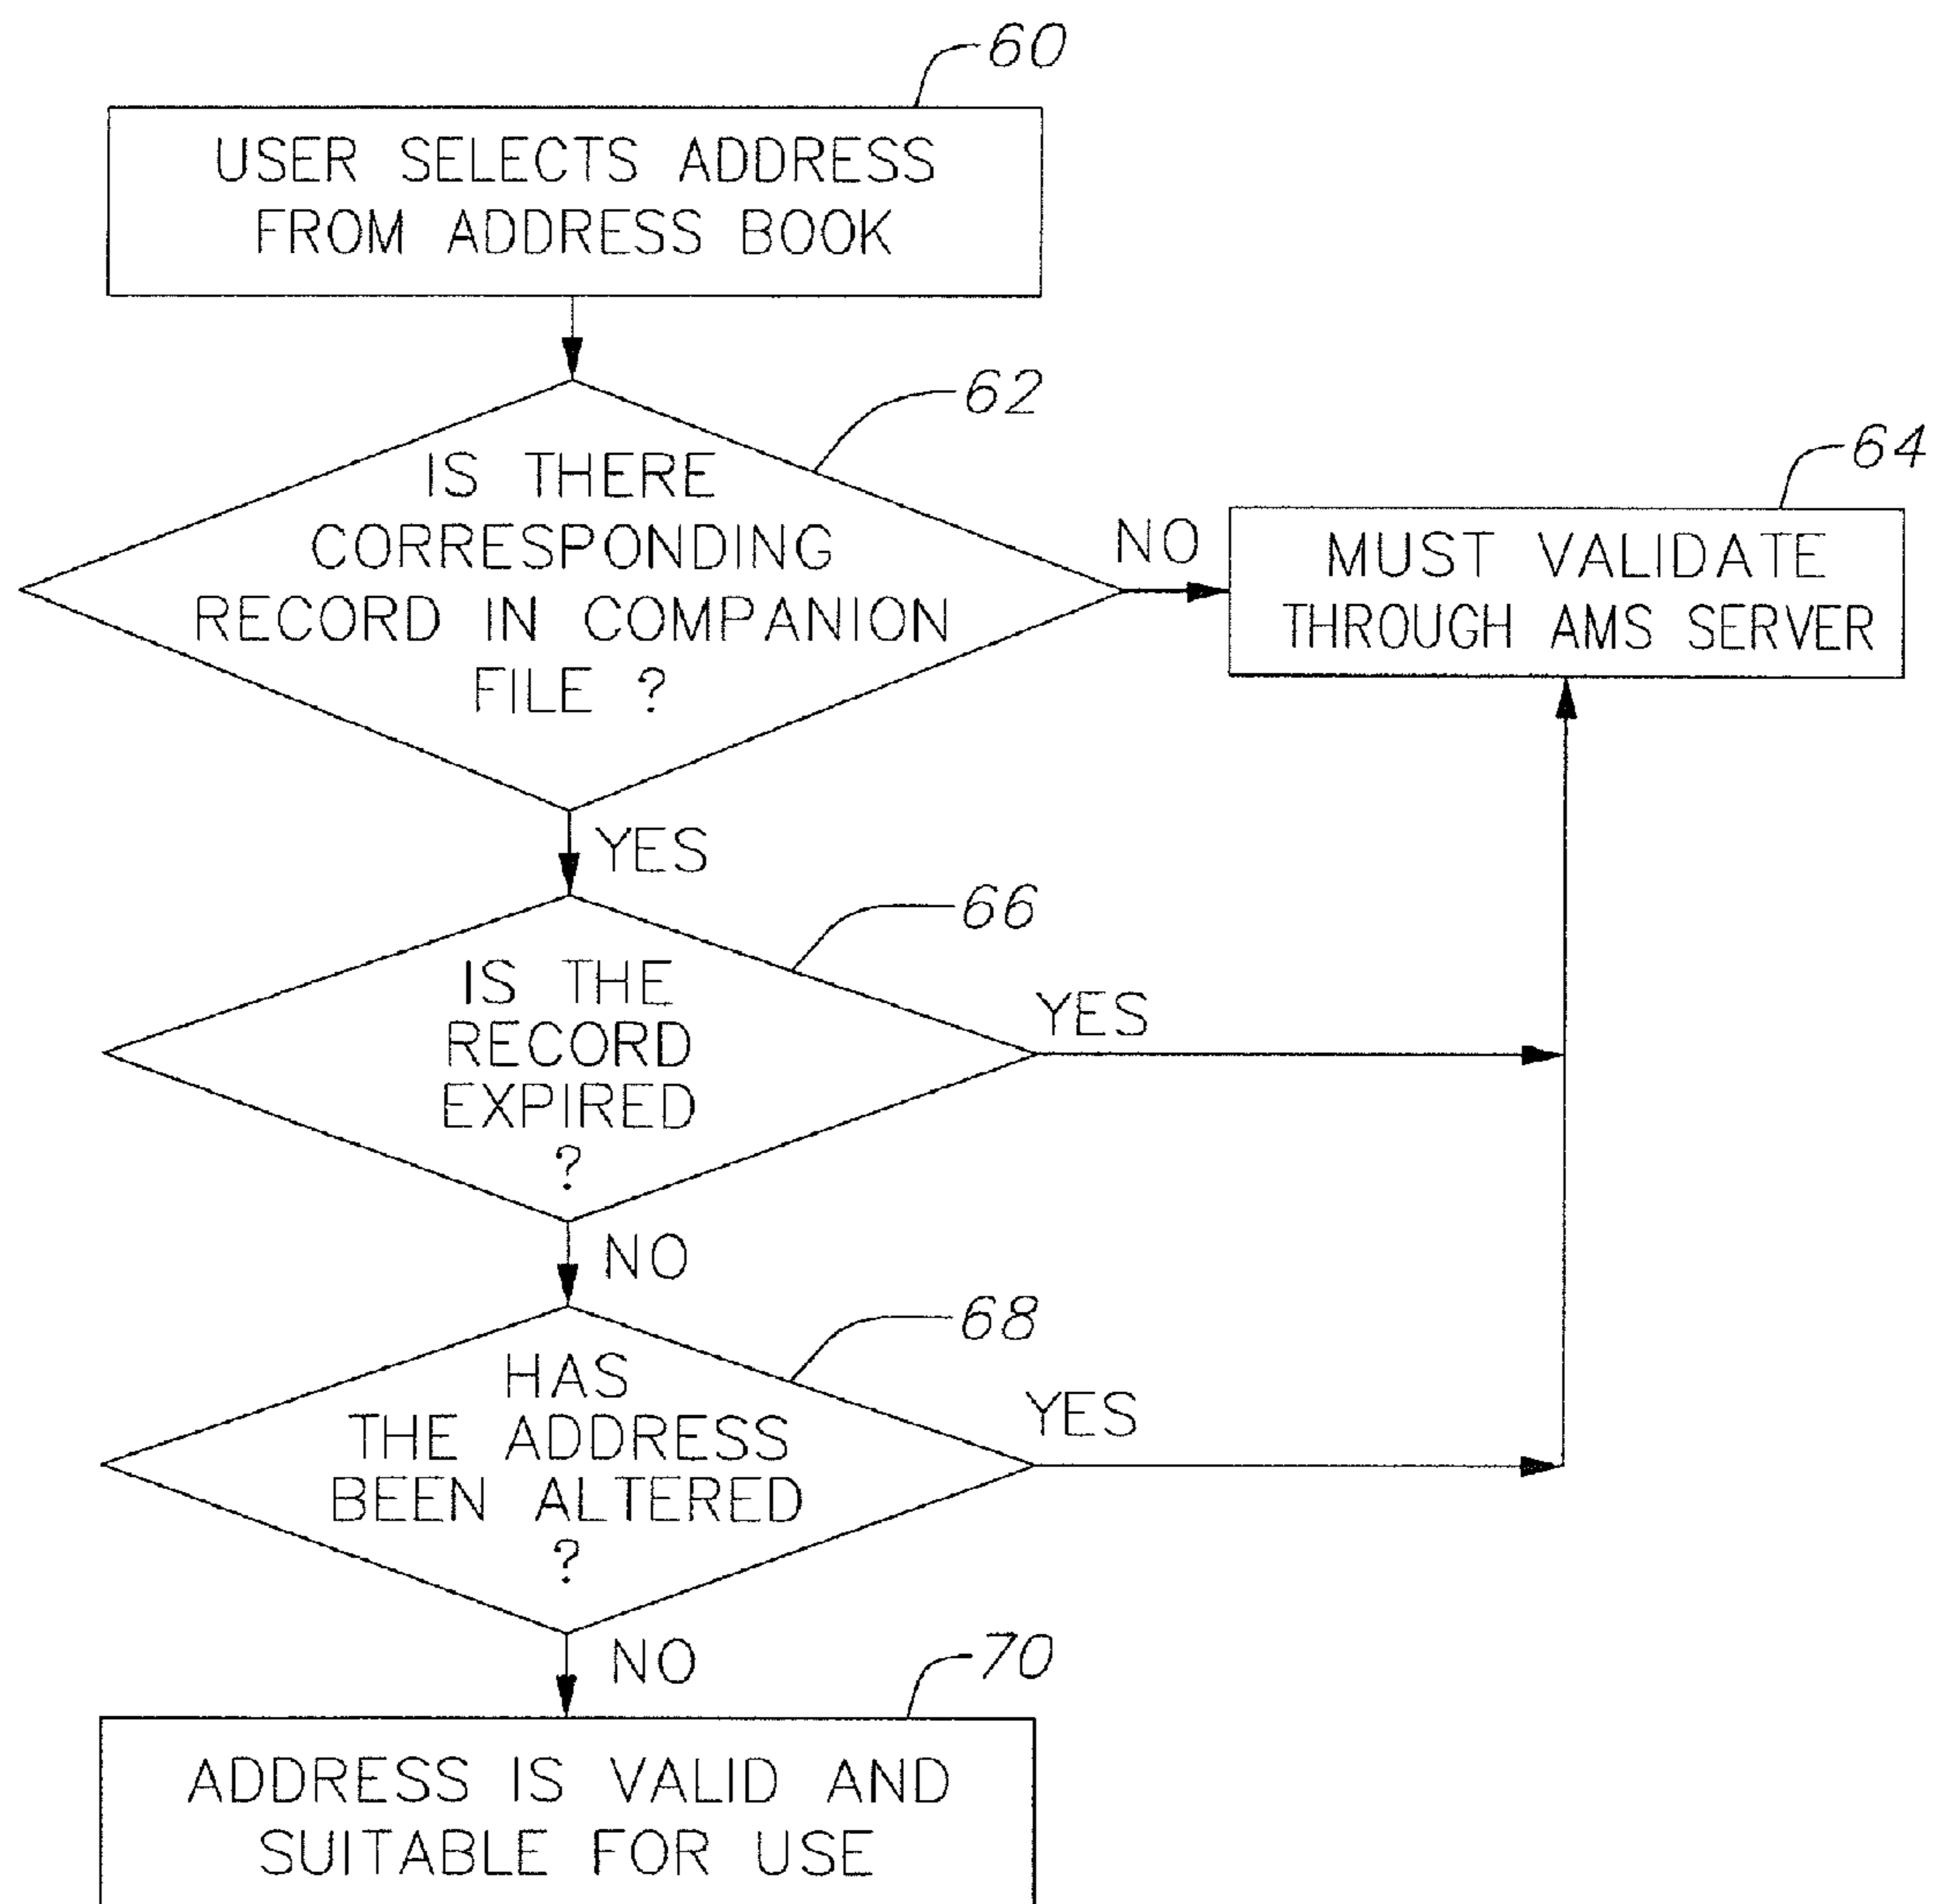 60
USER SELECTS ADDRESS
FROM ADDRESS BOOK
62
IS THERE
CORRESPONDING
RECORD IN COMPANION
FILE ?
NO
64
MUST VALIDATE
THROUGH AMS SERVER
YES
66
IS THE
RECORD
EXPIRED
?
YES
NO
68
HAS
THE ADDRESS
BEEN ALTERED
?
YES
NO
70
ADDRESS IS VALID AND
SUITABLE FOR USE